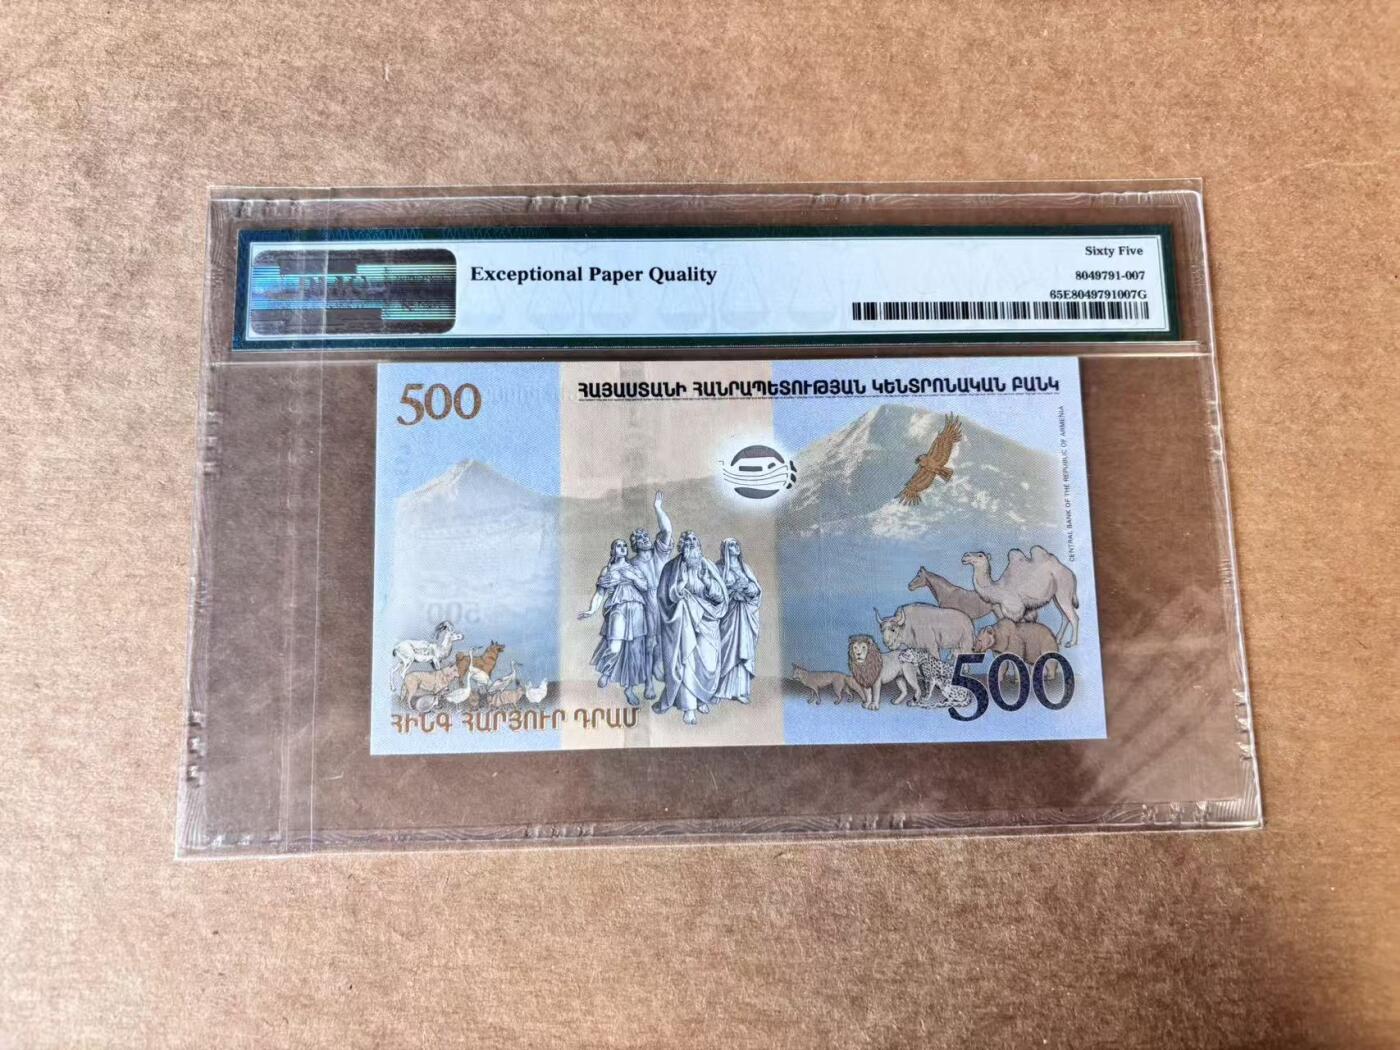 Exceptional Paper Quality
Sixty Five
8049791-007
65E8049791007G
500
ՀԱՅԱՍՏԱՆԻ ՀԱՆՐԱՊԵՏՈՒԹՅԱՆ ԿԵՆՏՐՈՆԱԿԱՆ ԲԱՆԿ
CENTRAL BANK OF THE REPUBLIC OF ARMENIA
500
ՀԻՆԳ ՀԱՐՅՈՒՐ ԴՐԱՄ